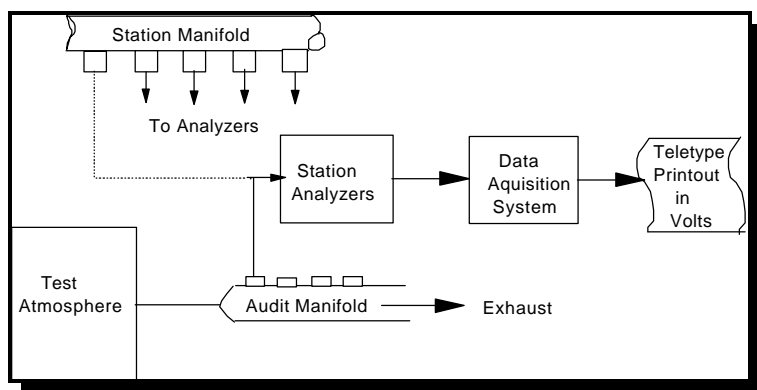 Station Manifold
To Analyzers
Station
Analyzers
Data
Aquisition
System
Teletype
Printout
in
Volts
Test
Atmosphere
Audit Manifold
Exhaust